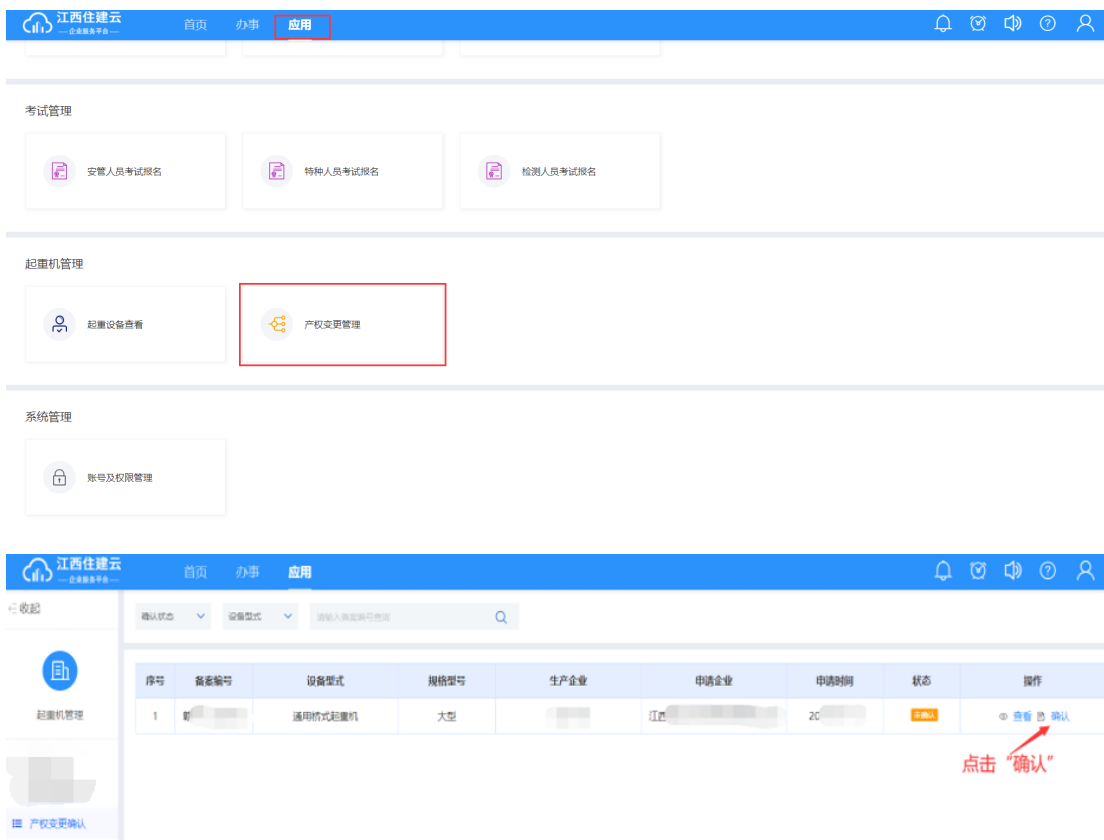 江西住建云
企业服务平台
首页 办事 应用
考试管理
安管人员考试报名 特种人员考试报名 检测人员考试报名
起重机管理
起重设备查看 产权变更管理
系统管理
账号及权限管理
江西住建云
企业服务平台
首页 办事 应用
收起
确认状态 设备型式 请输入备案编号查询
序号 备案编号 设备型式 规格型号 生产企业 申请企业 申请时间 状态 操作
起重机管理
1 通用桥式起重机 大型 江西 20 未确认 查看 确认
点击“确认”
产权变更确认